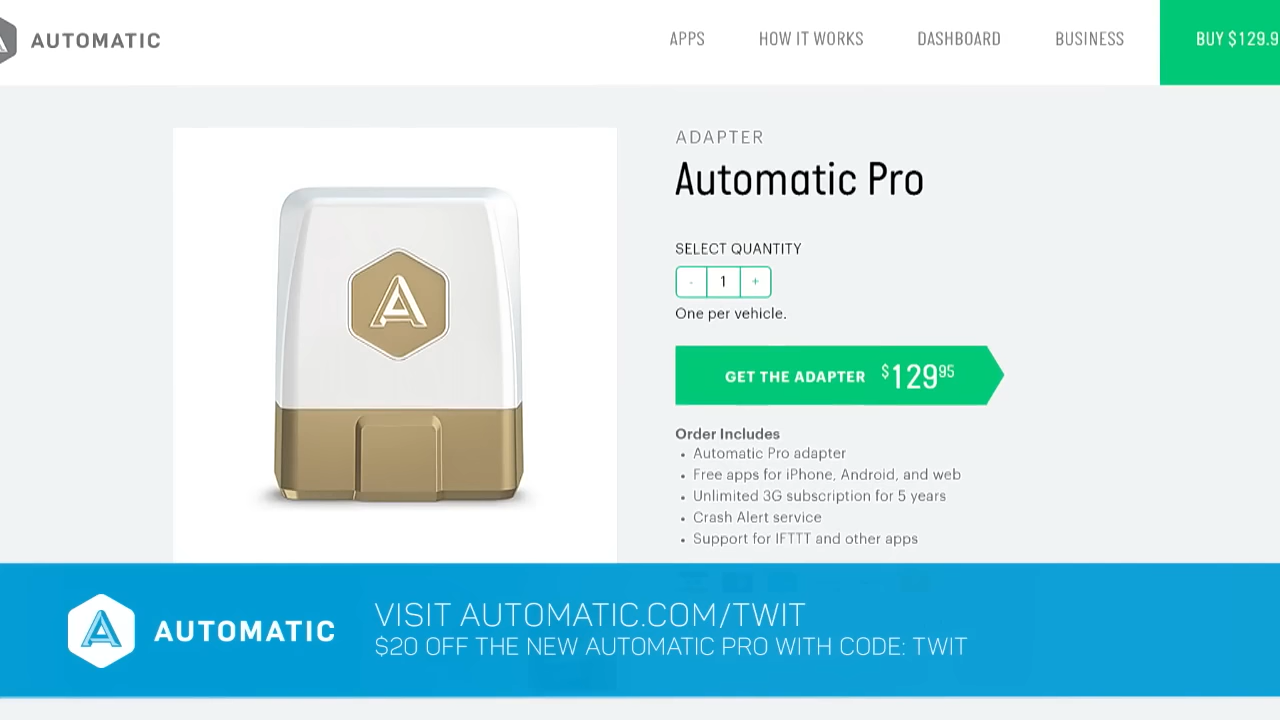 AUTOMATIC
APPS
HOW IT WORKS
DASHBOARD
BUSINESS
BUY $129.9
ADAPTER
Automatic Pro
SELECT QUANTITY
- 1 +
One per vehicle.
GET THE ADAPTER $129 95
Order Includes
• Automatic Pro adapter
• Free apps for iPhone, Android, and web
• Unlimited 3G subscription for 5 years
• Crash Alert service
• Support for IFTTT and other apps
A
A AUTOMATIC
VISIT AUTOMATIC.COM/TWIT
$20 OFF THE NEW AUTOMATIC PRO WITH CODE: TWIT